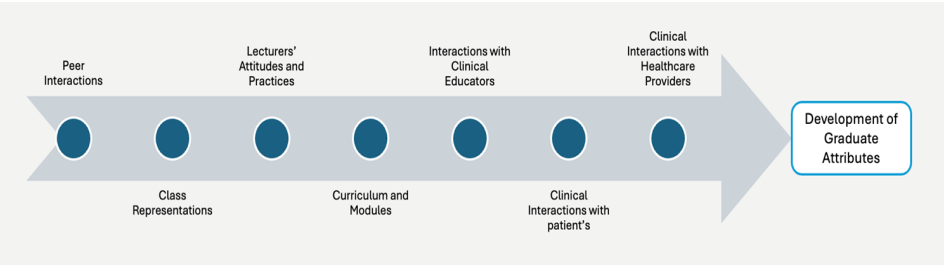 Peer
Interactions
Class
Representations
Lecturers'
Attitudes and
Practices
Curriculum and
Modules
Interactions with
Clinical
Educators
Clinical
Interactions with
patient's
Clinical
Interactions with
Healthcare
Providers
Development of
Graduate
Attributes